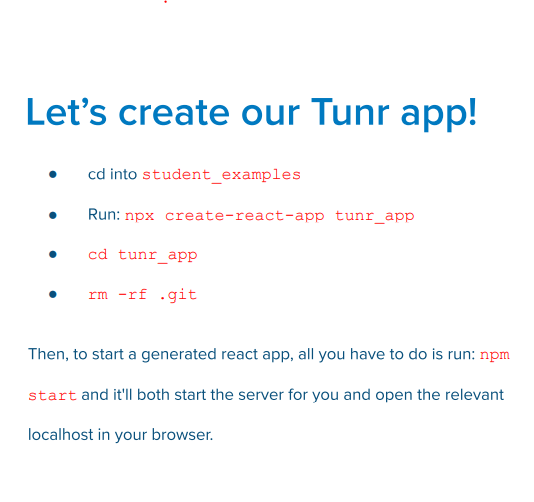 Let’s create our Tunr app!
● cd into student_examples
● Run: npx create-react-app tunr_app
● cd tunr_app
● rm -rf .git
Then, to start a generated react app, all you have to do is run: npm
start and it'll both start the server for you and open the relevant
localhost in your browser.